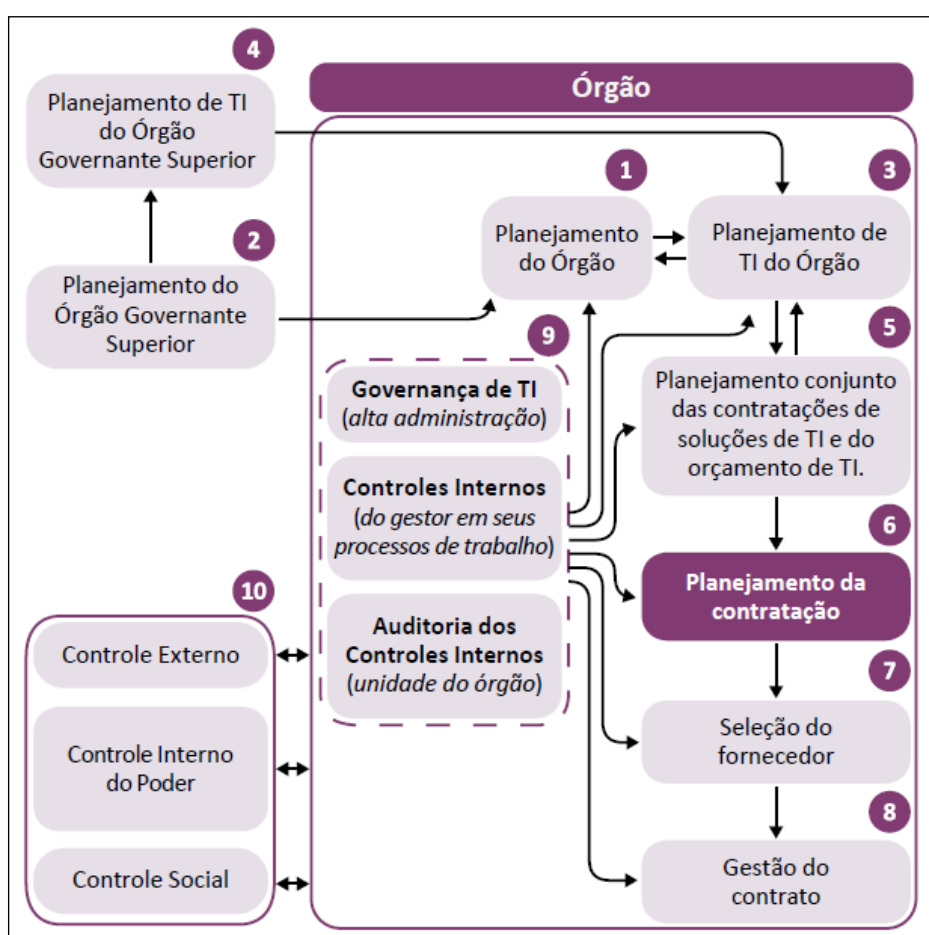 4
Planejamento de TI
do Órgão
Governante Superior
2
Planejamento do
Órgão Governante
Superior
Órgão
1
Planejamento
do Órgão
3
Planejamento de
TI do Órgão
9
Governança de TI
(alta administração)
Controles Internos
(do gestor em seus
processos de trabalho)
Auditoria dos
Controles Internos
(unidade do órgão)
5
Planejamento conjunto
das contratações de
soluções de TI e do
orçamento de TI.
6
Planejamento da
contratação
7
Seleção do
fornecedor
8
Gestão do
contrato
10
Controle Externo
Controle Interno
do Poder
Controle Social